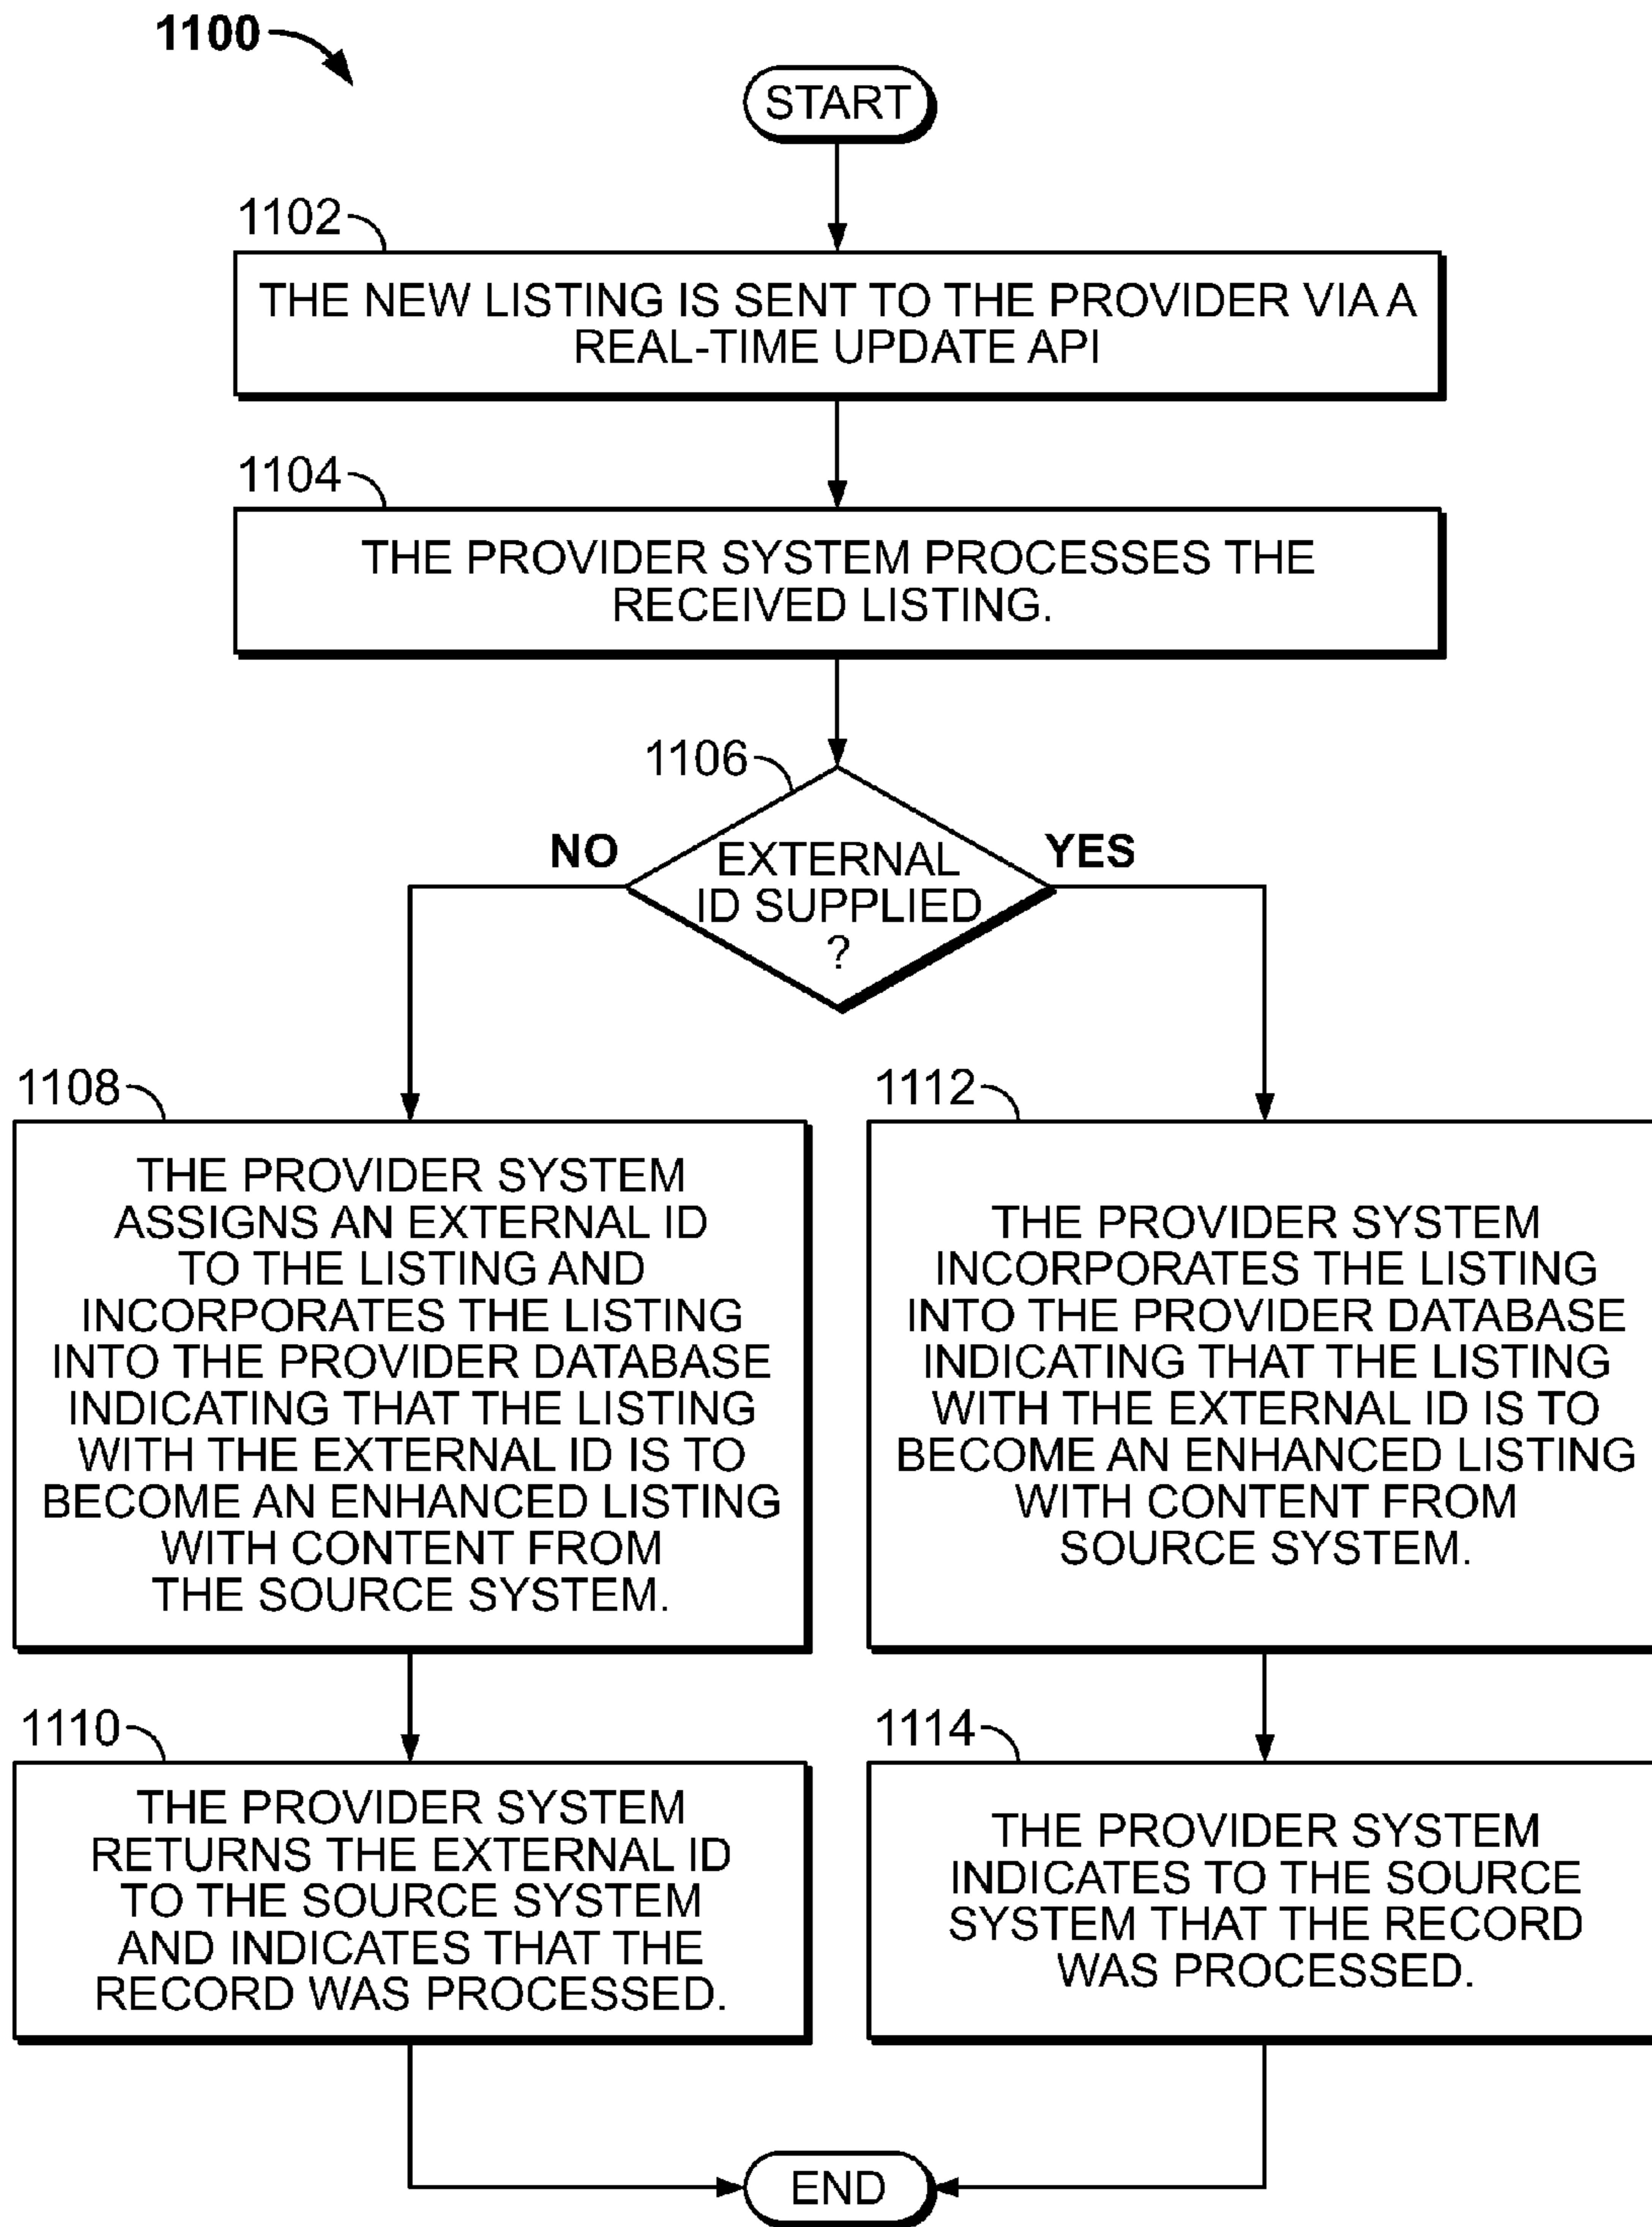 1100
START
1102
THE NEW LISTING IS SENT TO THE PROVIDER VIA A
REAL-TIME UPDATE API
1104
THE PROVIDER SYSTEM PROCESSES THE
RECEIVED LISTING.
1106
NO
YES
EXTERNAL
ID SUPPLIED
?
1108
THE PROVIDER SYSTEM
ASSIGNS AN EXTERNAL ID
TO THE LISTING AND
INCORPORATES THE LISTING
INTO THE PROVIDER DATABASE
INDICATING THAT THE LISTING
WITH THE EXTERNAL ID IS TO
BECOME AN ENHANCED LISTING
WITH CONTENT FROM
THE SOURCE SYSTEM.
1112
THE PROVIDER SYSTEM
INCORPORATES THE LISTING
INTO THE PROVIDER DATABASE
INDICATING THAT THE LISTING
WITH THE EXTERNAL ID IS TO
BECOME AN ENHANCED LISTING
WITH CONTENT FROM
SOURCE SYSTEM.
1110
THE PROVIDER SYSTEM
RETURNS THE EXTERNAL ID
TO THE SOURCE SYSTEM
AND INDICATES THAT THE
RECORD WAS PROCESSED.
1114
THE PROVIDER SYSTEM
INDICATES TO THE SOURCE
SYSTEM THAT THE RECORD
WAS PROCESSED.
END